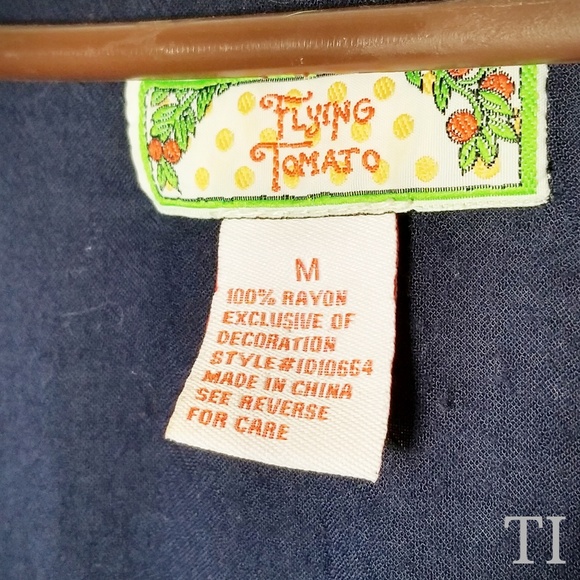 FLYING
TOMATO
M
100% RAYON
EXCLUSIVE OF
DECORATION
STYLE#ID10664
MADE IN CHINA
SEE REVERSE
FOR CARE
TI